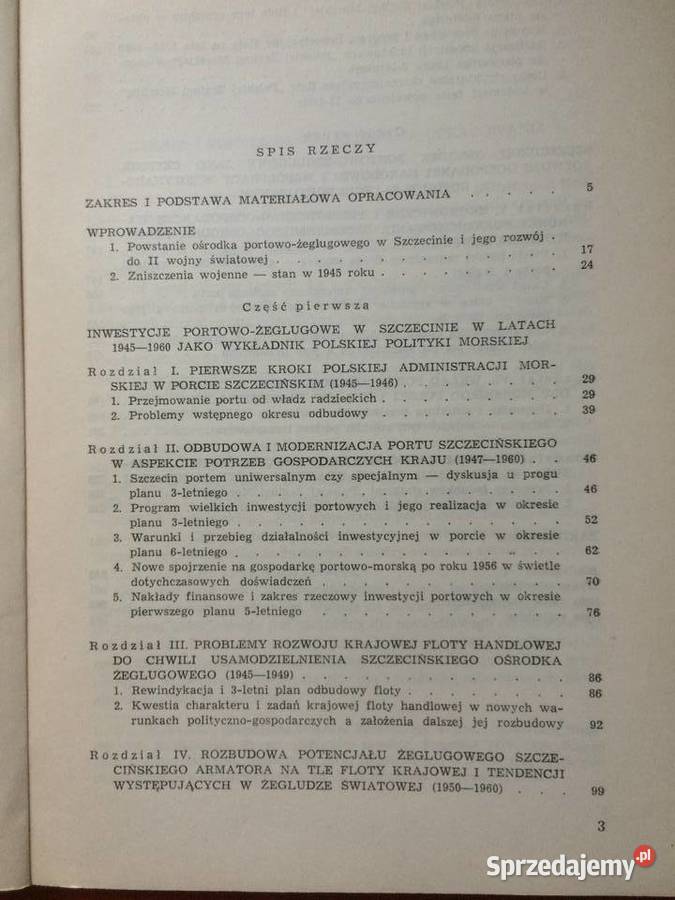 SPIS RZECZY
ZAKRES I PODSTAWA MATERIAŁOWA OPRACOWANIA . . . . . 5
WPROWADZENIE
1. Powstanie ośrodka portowo-żeglugowego w Szczecinie i jego rozwój .
do II wojny światowej . . . . . . . . . . . . 17
2. Zniszczenia wojenne — stan w 1945 roku . . . . . . . . 24
Część pierwsza
INWESTYCJE PORTOWO-ŻEGLUGOWE W SZCZECINIE W LATACH
1945—1960 JAKO WYKŁADNIK POLSKIEJ POLITYKI MORSKIEJ
Rozdział I. PIERWSZE KROKI POLSKIEJ ADMINISTRACJI MOR-
SKIEJ W PORCIE SZCZECIŃSKIM (1945—1946) . . . . . . . 29
1. Przejmowanie portu od władz radzieckich . . . . . . . . 29
2. Problemy wstępnego okresu odbudowy . . . . . . . . 39
Rozdział II. ODBUDOWA I MODERNIZACJA PORTU SZCZECIŃSKIEGO
W ASPEKCIE POTRZEB GOSPODARCZYCH KRAJU (1947—1960) . . 46
1. Szczecin portem uniwersalnym czy specjalnym — dyskusja u progu
planu 3-letniego . . . . . . . . . . . . . . 46
2. Program wielkich inwestycji portowych i jego realizacja w okresie
planu 3-letniego . . . . . . . . . . . . . . 52
3. Warunki i przebieg działalności inwestycyjnej w porcie w okresie
planu 6-letniego . . . . . . . . . . . . . . 62
4. Nowe spojrzenie na gospodarkę portowo-morską po roku 1956 w świetle
dotychczasowych doświadczeń . . . . . . . . . . 70
5. Nakłady finansowe i zakres rzeczowy inwestycji portowych w okresie
pierwszego planu 5-letniego . . . . . . . . . . . 76
Rozdział III. PROBLEMY ROZWOJU KRAJOWEJ FLOTY HANDLOWEJ
DO CHWILI USAMODZIELNIENIA SZCZECIŃSKIEGO OŚRODKA
ŻEGLUGOWEGO (1945—1949) . . . . . . . . . . . 86
1. Rewindykacja i 3-letni plan odbudowy floty . . . . . . . 86
2. Kwestia charakteru i zadań krajowej floty handlowej w nowych wa-
runkach polityczno-gospodarczych a założenia dalszej jej rozbudowy 92
Rozdział IV. ROZBUDOWA POTENCJAŁU ŻEGLUGOWEGO SZCZE-
CIŃSKIEGO ARMATORA NA TLE FLOTY KRAJOWEJ I TENDENCJI
WYSTĘPUJĄCYCH W ŻEGLUDZE ŚWIATOWEJ (1950—1960) . . . 99
3
Sprzedajemy.pl